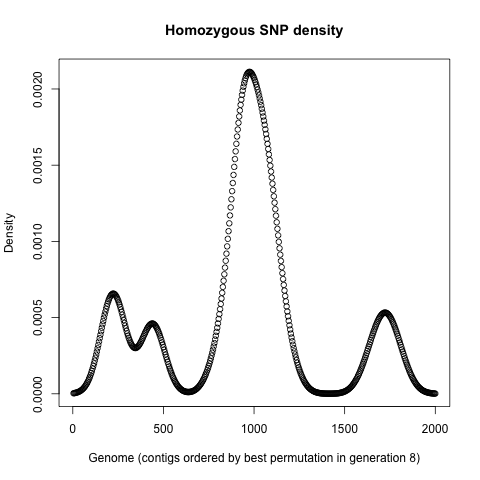 Homozygous SNP density
Density
0.0020
0.0015
0.0010
0.0005
0.0000
0 500 1000 1500 2000
Genome (contigs ordered by best permutation in generation 8)